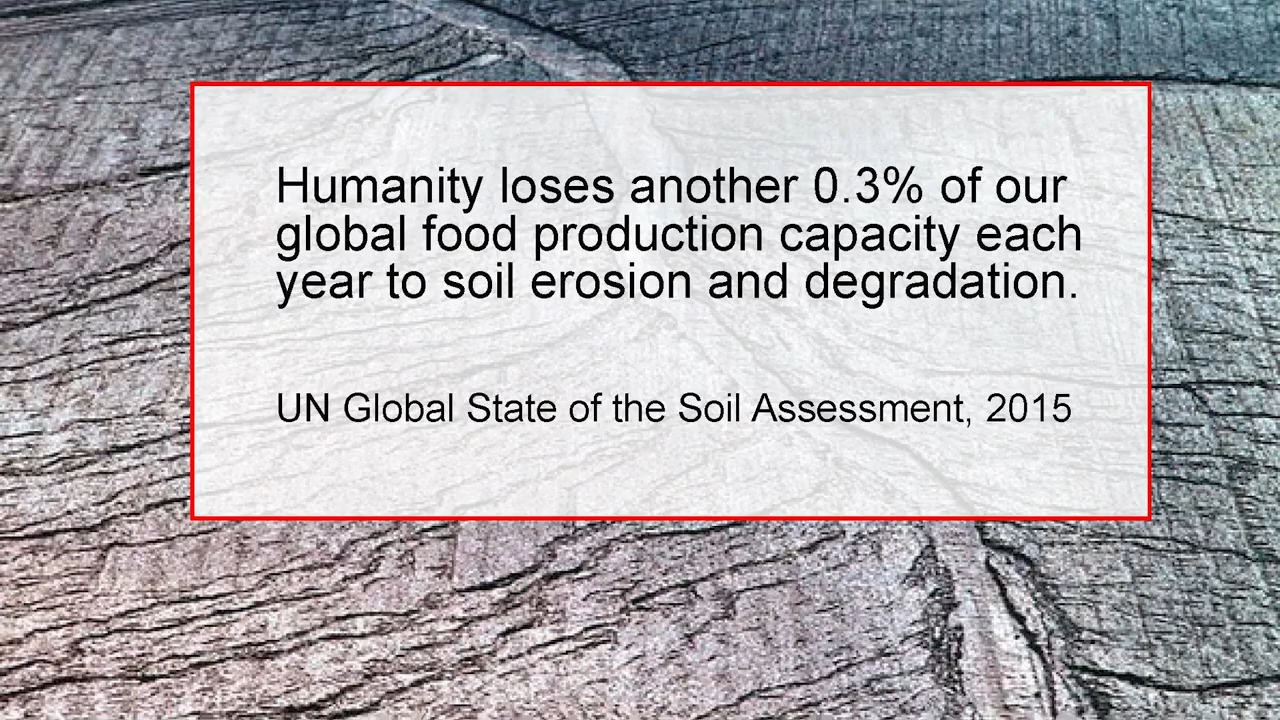 Humanity loses another 0.3% of our
global food production capacity each
year to soil erosion and degradation.
UN Global State of the Soil Assessment, 2015